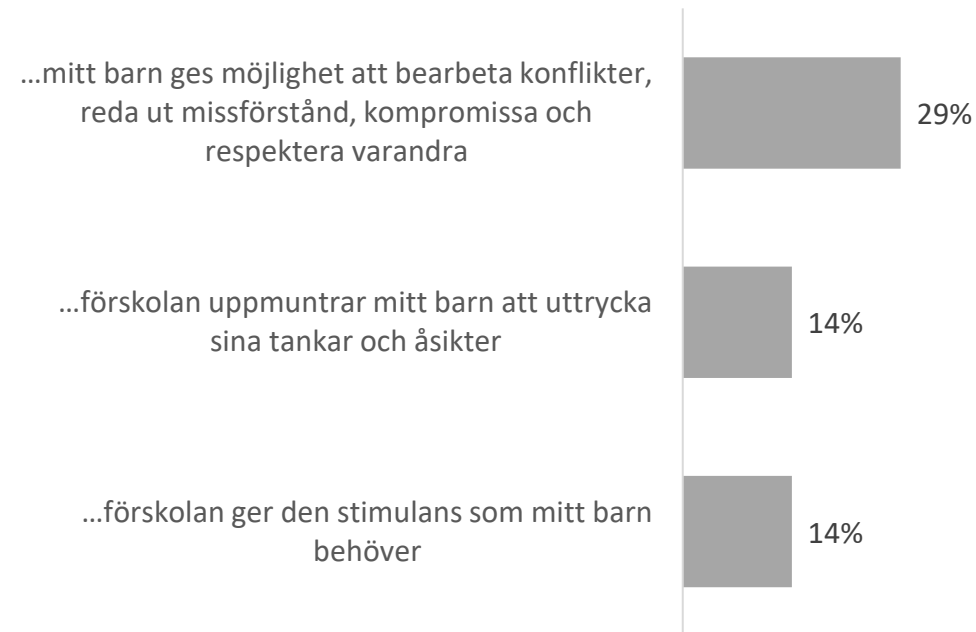 ...mitt barn ges möjlighet att bearbeta konflikter,
reda ut missförstånd, kompromissa och
respektera varandra
29%
...förskolan uppmuntrar mitt barn att uttrycka
sina tankar och åsikter
14%
...förskolan ger den stimulans som mitt barn
behöver
14%